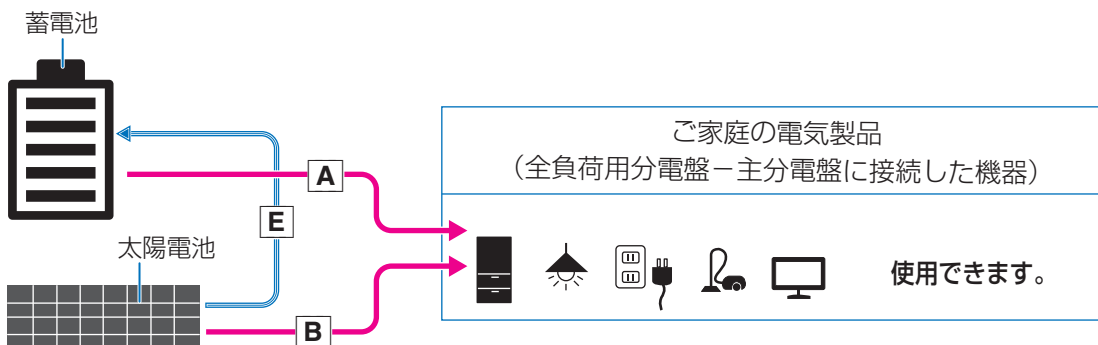 蓄電池
ご家庭の電気製品
（全負荷用分電盤－主分電盤に接続した機器）
A
E
太陽電池
使用できます。
B